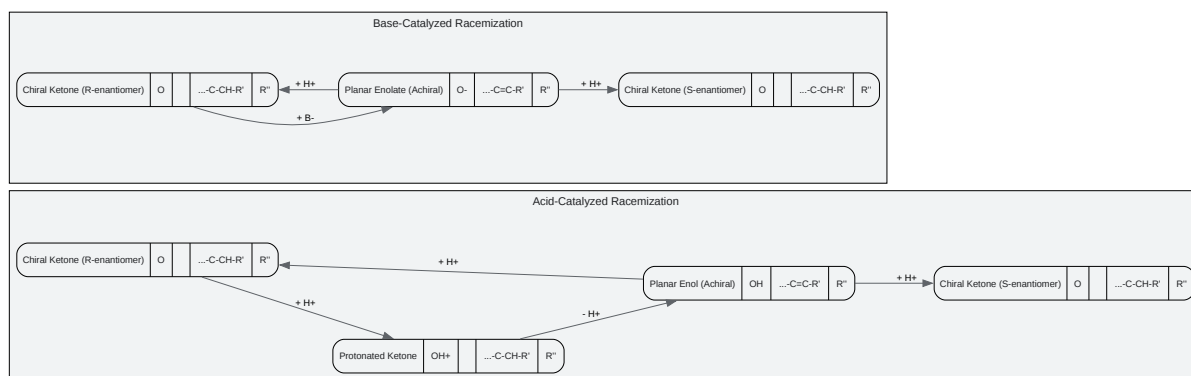 Base-Catalyzed Racemization
Chiral Ketone (R-enantiomer) O ...-C-CH-R' R"
+ H+
Planar Enolate (Achiral) O- ...-C=C-R' R"
+ H+
Chiral Ketone (S-enantiomer) O ...-C-CH-R' R"
+ B-
Acid-Catalyzed Racemization
Chiral Ketone (R-enantiomer) O ...-C-CH-R' R"
+ H+
Planar Enol (Achiral) OH ...-C=C-R' R"
+ H+
Chiral Ketone (S-enantiomer) O ...-C-CH-R' R"
+ H+
- H+
Protonated Ketone OH+ ...-C-CH-R' R"